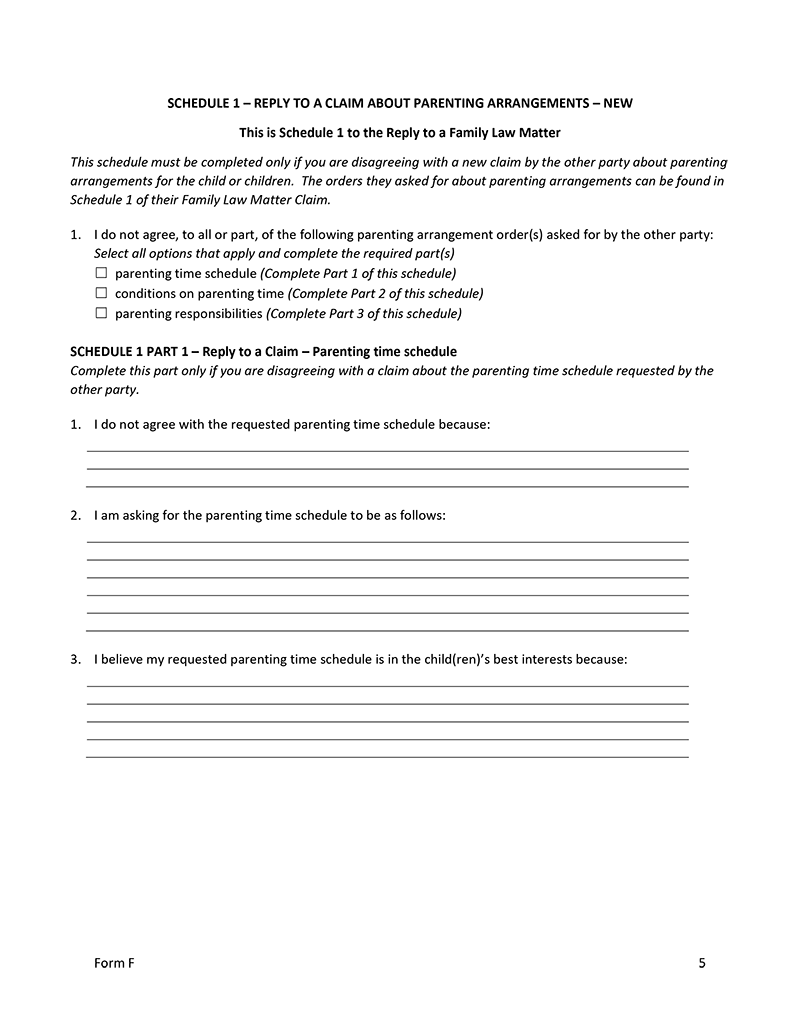 SCHEDULE 1 – REPLY TO A CLAIM ABOUT PARENTING ARRANGEMENTS – NEW
This is Schedule 1 to the Reply to a Family Law Matter
This schedule must be completed only if you are disagreeing with a new claim by the other party about parenting
arrangements for the child or children.  The orders they asked for about parenting arrangements can be found in
Schedule 1 of their Family Law Matter Claim.
1. I do not agree, to all or part, of the following parenting arrangement order(s) asked for by the other party:
Select all options that apply and complete the required part(s)
☐ parenting time schedule (Complete Part 1 of this schedule)
☐ conditions on parenting time (Complete Part 2 of this schedule)
☐ parenting responsibilities (Complete Part 3 of this schedule)
SCHEDULE 1 PART 1 – Reply to a Claim – Parenting time schedule
Complete this part only if you are disagreeing with a claim about the parenting time schedule requested by the
other party.
1. I do not agree with the requested parenting time schedule because:
2. I am asking for the parenting time schedule to be as follows:
3. I believe my requested parenting time schedule is in the child(ren)'s best interests because:
Form F 5